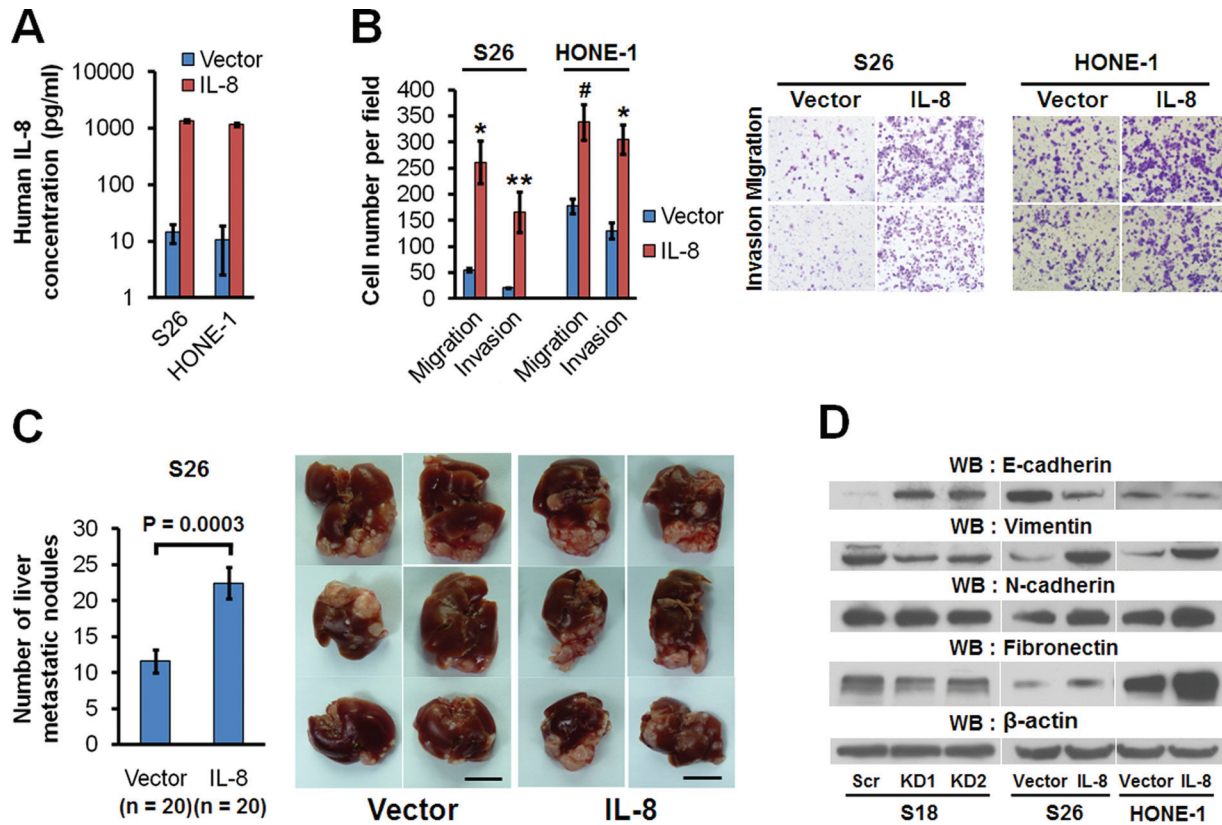 A
Human IL-8
concentration (pg/ml)
10000
1000
100
10
1
Vector
IL-8
S26
HONE-1
B
S26
HONE-1
Cell number per field
400
350
300
250
200
150
100
50
0
*
**
#
*
Vector
IL-8
Migration
Invasion
Migration
Invasion
S26
HONE-1
Vector
IL-8
Vector
IL-8
Migration
Invasion
C
S26
P = 0.0003
Number of liver
metastatic nodules
30
25
20
15
10
5
0
Vector
IL-8
(n = 20)
(n = 20)
Vector
IL-8
D
WB : E-cadherin
WB : Vimentin
WB : N-cadherin
WB : Fibronectin
WB : β-actin
Scr KD1 KD2
Vector IL-8
Vector IL-8
S18
S26
HONE-1